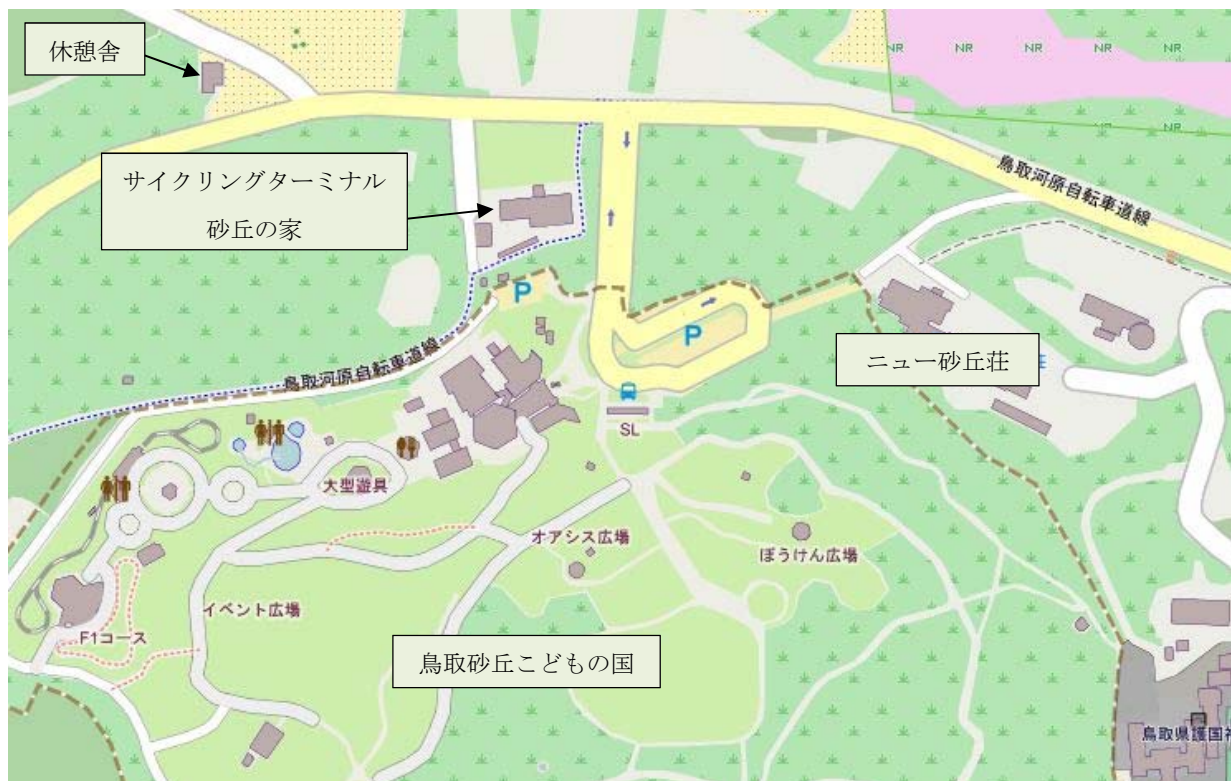 休憩舎
NR NR NR NR NR
NR NR
サイクリングターミナル
砂丘の家
鳥取河原自転車道線
P
P
ニュー砂丘荘
荘
鳥取河原自転車道線
SL
大型遊具
オアシス広場
ぼうけん広場
イベント広場
F1コース
鳥取砂丘こどもの国
鳥取県護国神